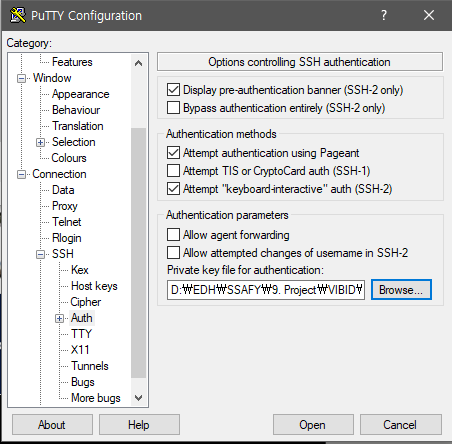 PuTTY Configuration
?
Category:
Features
Window
Appearance
Behaviour
Translation
Selection
Colours
Connection
Data
Proxy
Telnet
Rlogin
SSH
Kex
Host keys
Cipher
Auth
TTY
X11
Tunnels
Bugs
More bugs
Options controlling SSH authentication
Display pre-authentication banner (SSH-2 only)
Bypass authentication entirely (SSH-2 only)
Authentication methods
Attempt authentication using Pageant
Attempt TIS or CryptoCard auth (SSH-1)
Attempt "keyboard-interactive" auth (SSH-2)
Authentication parameters
Allow agent forwarding
Allow attempted changes of username in SSH-2
Private key file for authentication:
D:₩EDH₩SSAFY₩9. Project₩VIBID₩
Browse...
About
Help
Open
Cancel